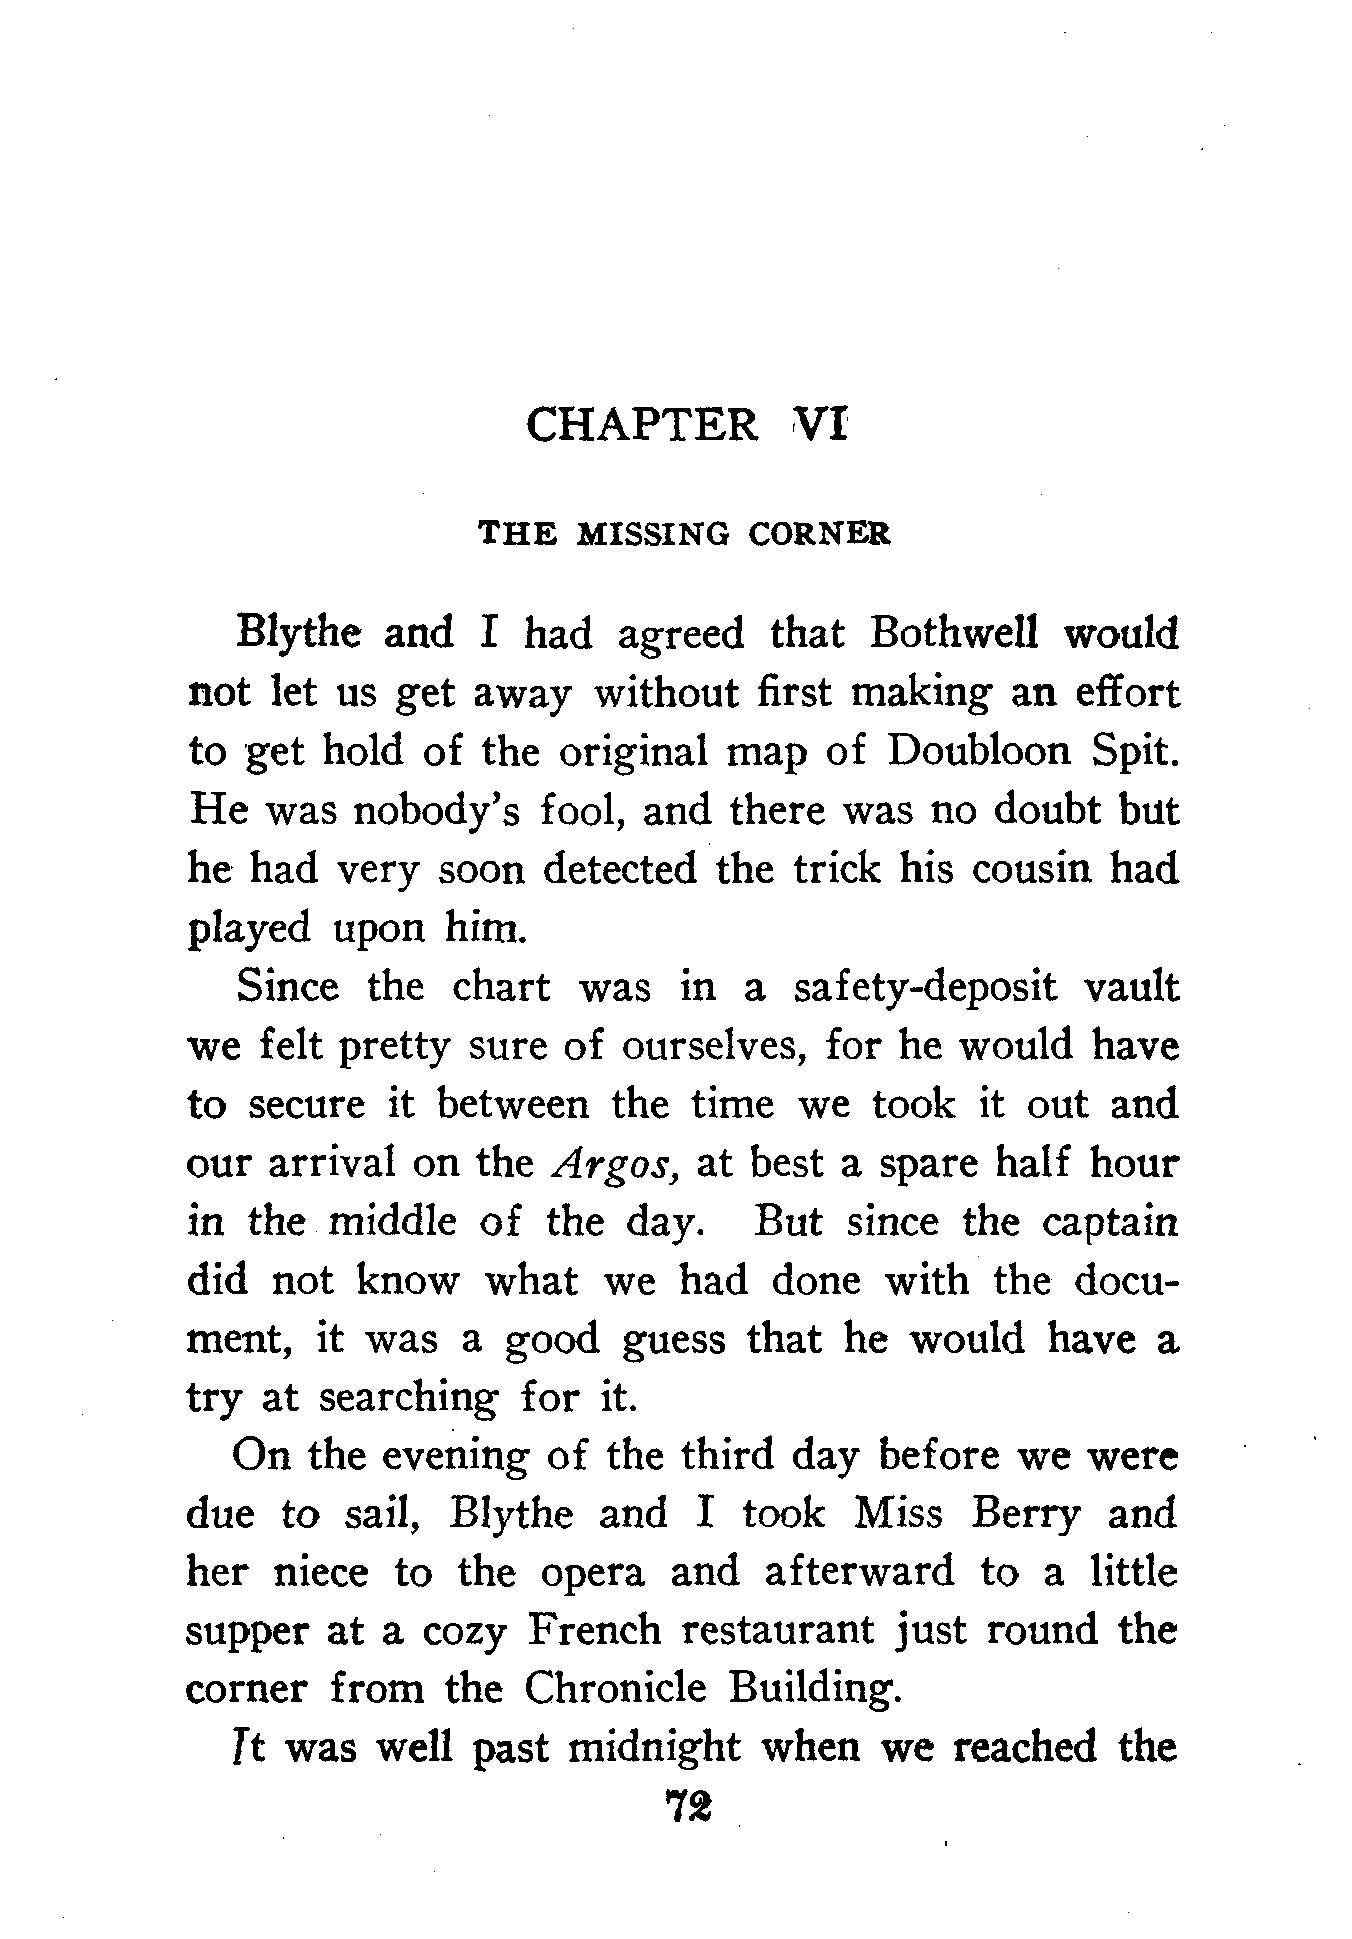 CHAPTER VI
THE MISSING CORNER
Blythe and I had agreed that Bothwell would
not let us get away without first making an effort
to get hold of the original map of Doubloon Spit.
He was nobody's fool, and there was no doubt but
he had very soon detected the trick his cousin had
played upon him.
Since the chart was in a safety-deposit vault
we felt pretty sure of ourselves, for he would have
to secure it between the time we took it out and
our arrival on the Argos, at best a spare half hour
in the middle of the day. But since the captain
did not know what we had done with the docu-
ment, it was a good guess that he would have a
try at searching for it.
On the evening of the third day before we were
due to sail, Blythe and I took Miss Berry and
her niece to the opera and afterward to a little
supper at a cozy French restaurant just round the
corner from the Chronicle Building.
It was well past midnight when we reached the
72